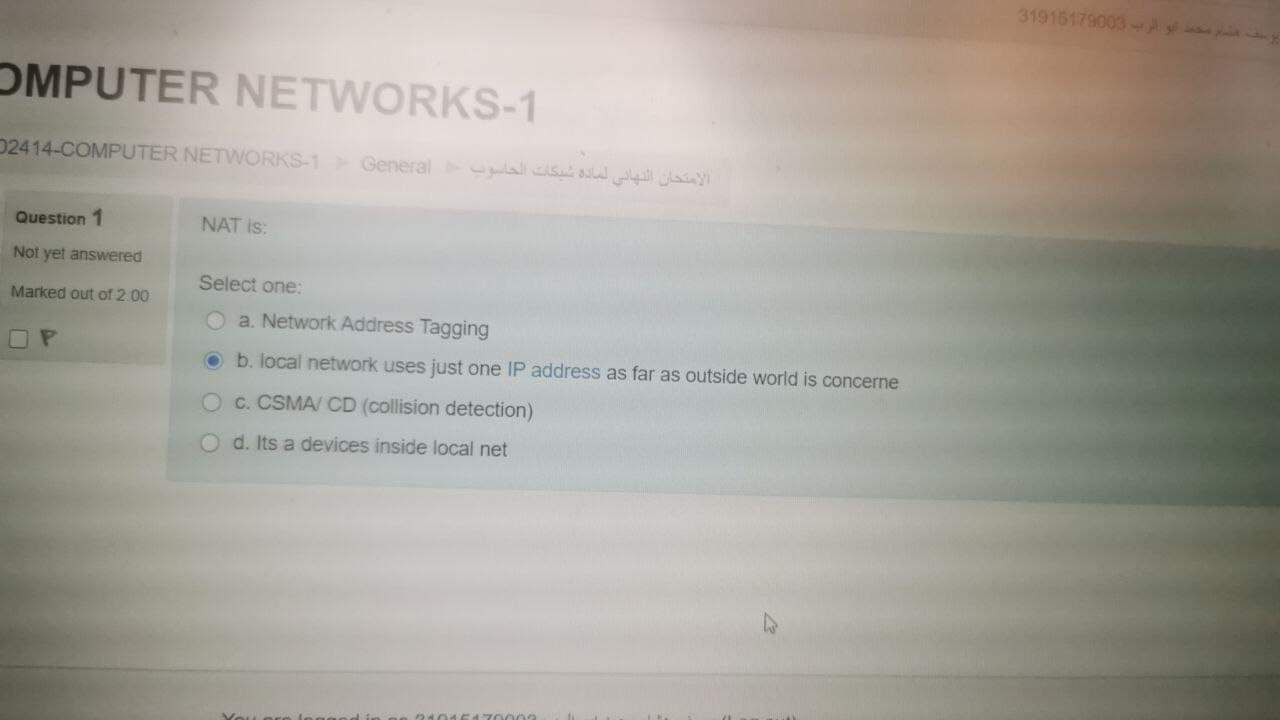 31915179003
OMPUTER NETWORKS-1
02414-COMPUTER NETWORKS-1 ► General ► الامتحان النهائي لمادة شبكات الحاسوب
Question 1
Not yet answered
Marked out of 2.00
NAT is:
Select one:
a. Network Address Tagging
b. local network uses just one IP address as far as outside world is concerne
c. CSMA/ CD (collision detection)
d. Its a devices inside local net
You are logged in as 31915179003